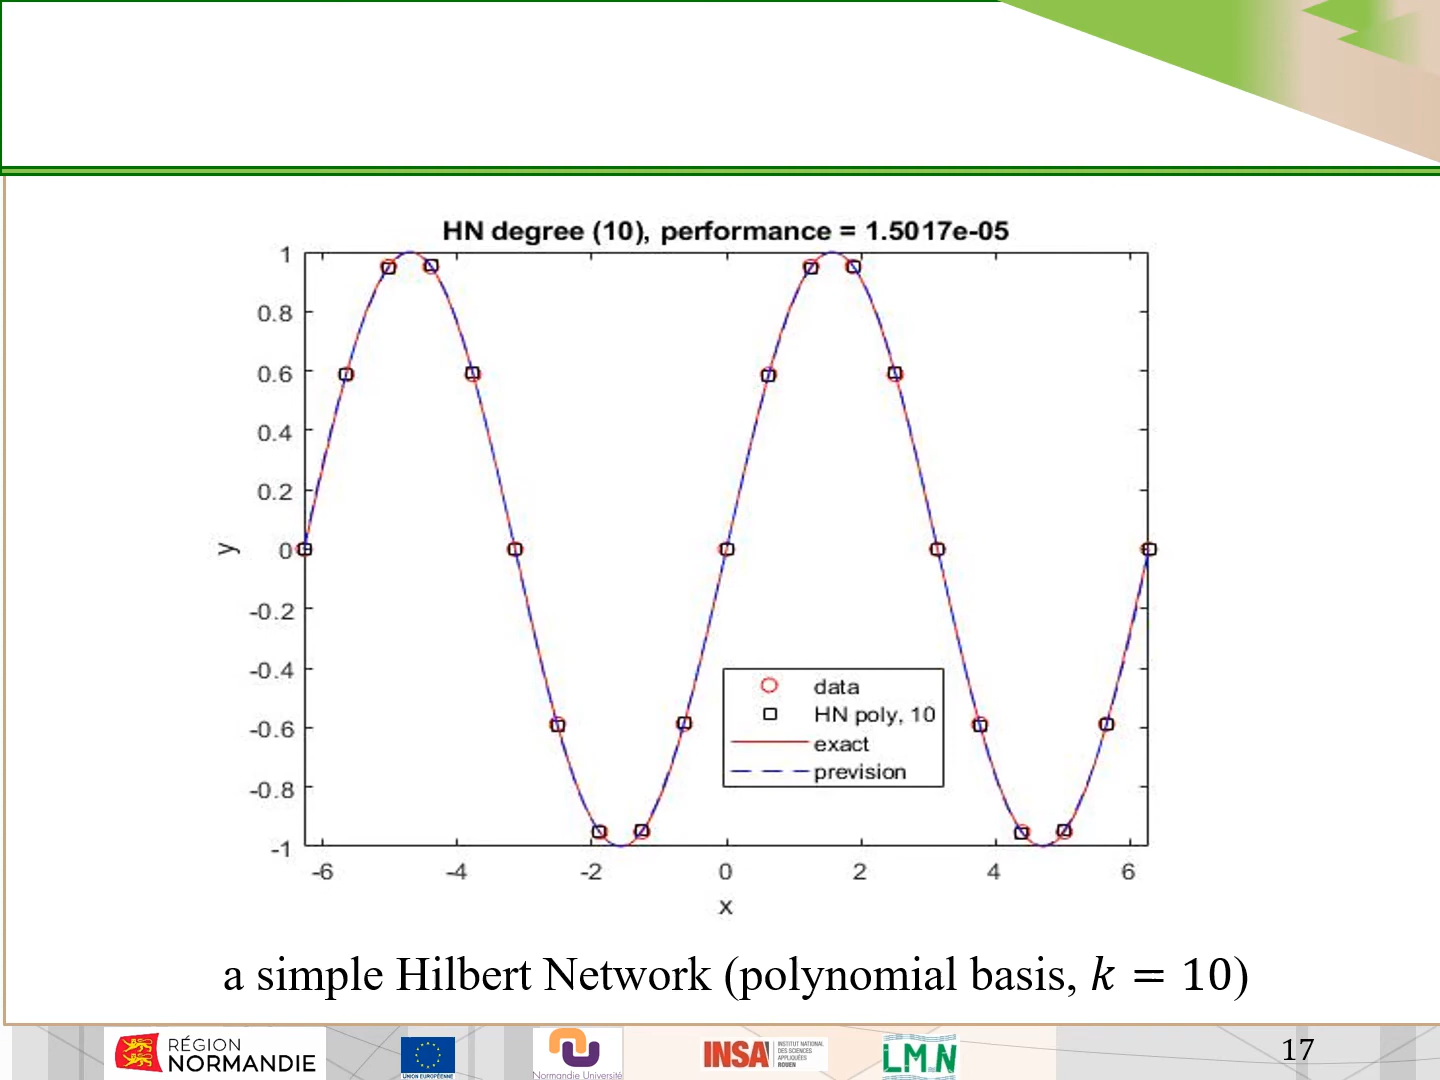 HN degree (10), performance = 1.5017e-05
1
0.8
0.6
0.4
0.2
0
-0.2
-0.4
-0.6
-0.8
-1
y
-6 -4 -2 0 2 4 6
x
data
HN poly, 10
exact
prevision
a simple Hilbert Network (polynomial basis, k = 10)
RÉGION
NORMANDIE
UNION EUROPÉENNE
Normandie Université
INSA
INSTITUT NATIONAL
DES SCIENCES
APPLIQUÉES
ROUEN
LMN
17